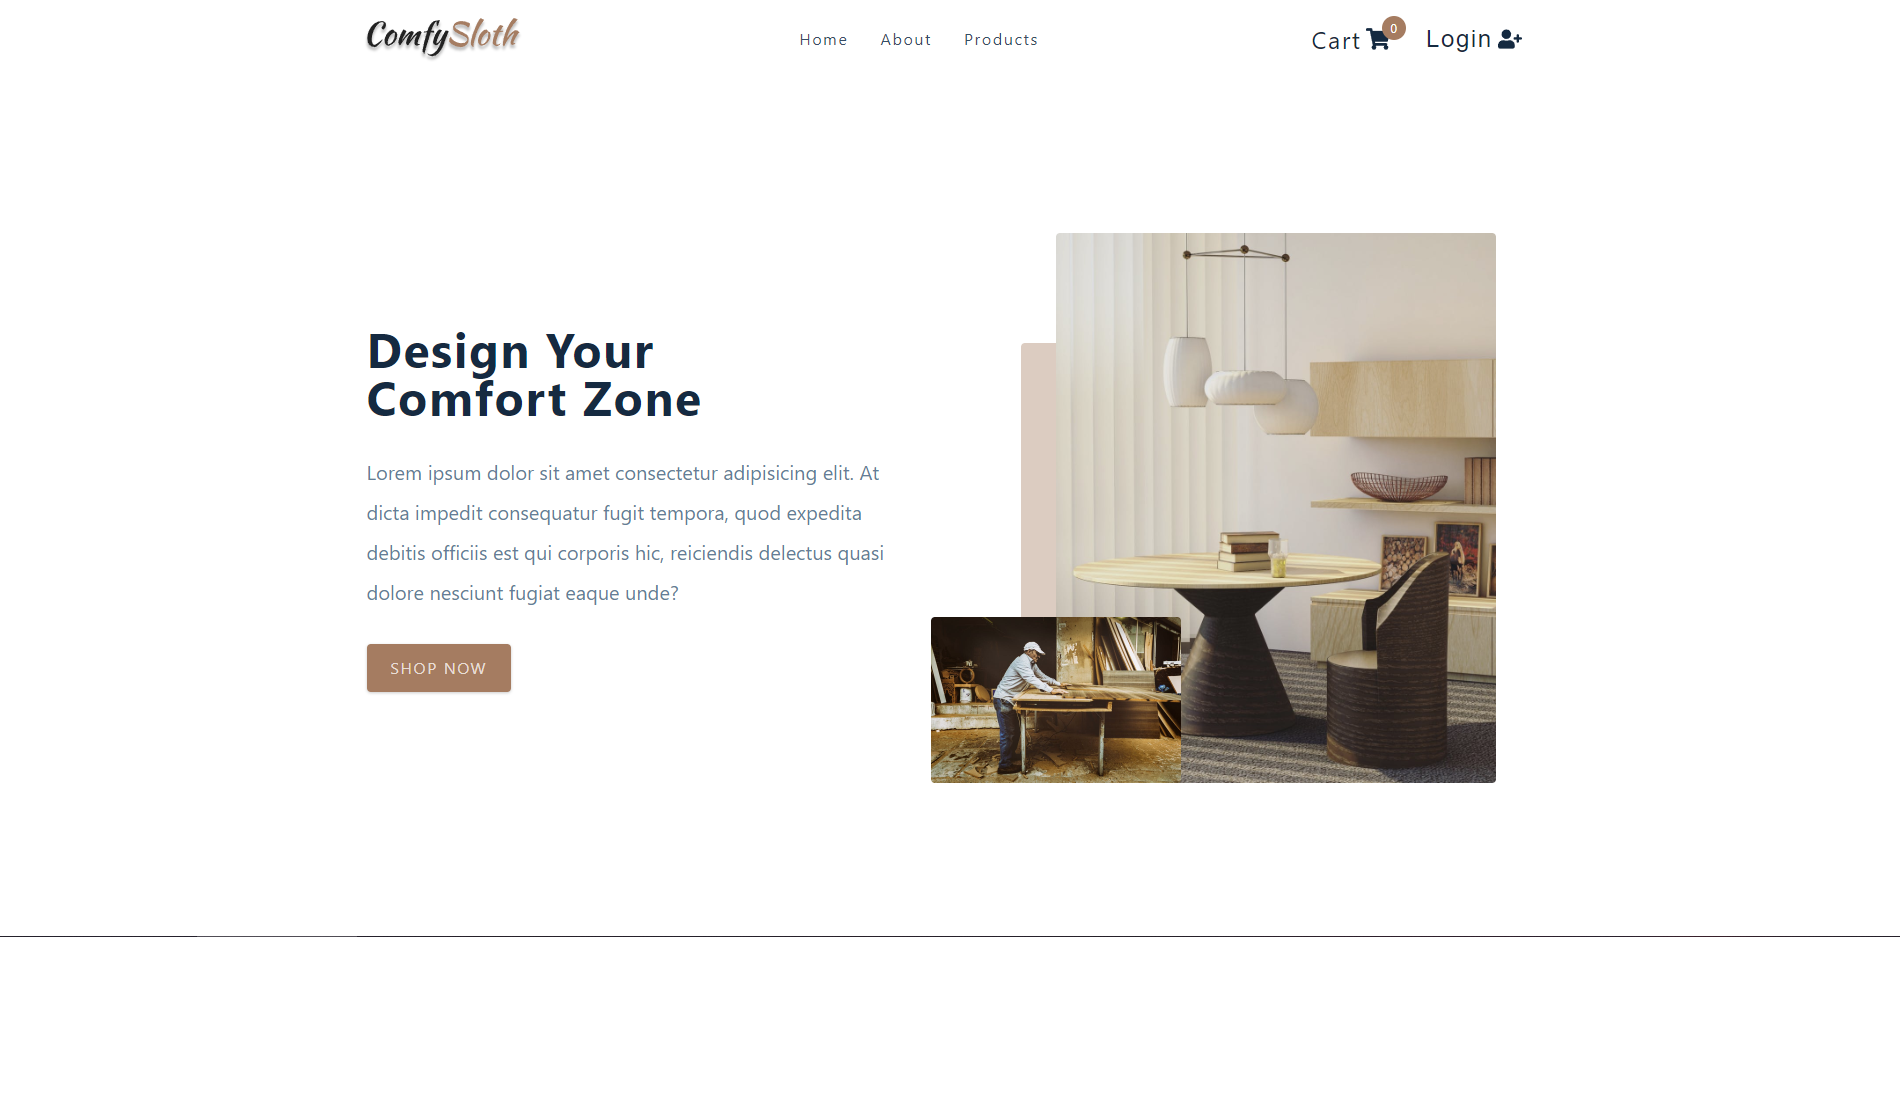 ComfySloth
Home About Products
Cart 0 Login
Design Your
Comfort Zone
Lorem ipsum dolor sit amet consectetur adipisicing elit. At
dicta impedit consequatur fugit tempora, quod expedita
debitis officiis est qui corporis hic, reiciendis delectus quasi
dolore nesciunt fugiat eaque unde?
SHOP NOW